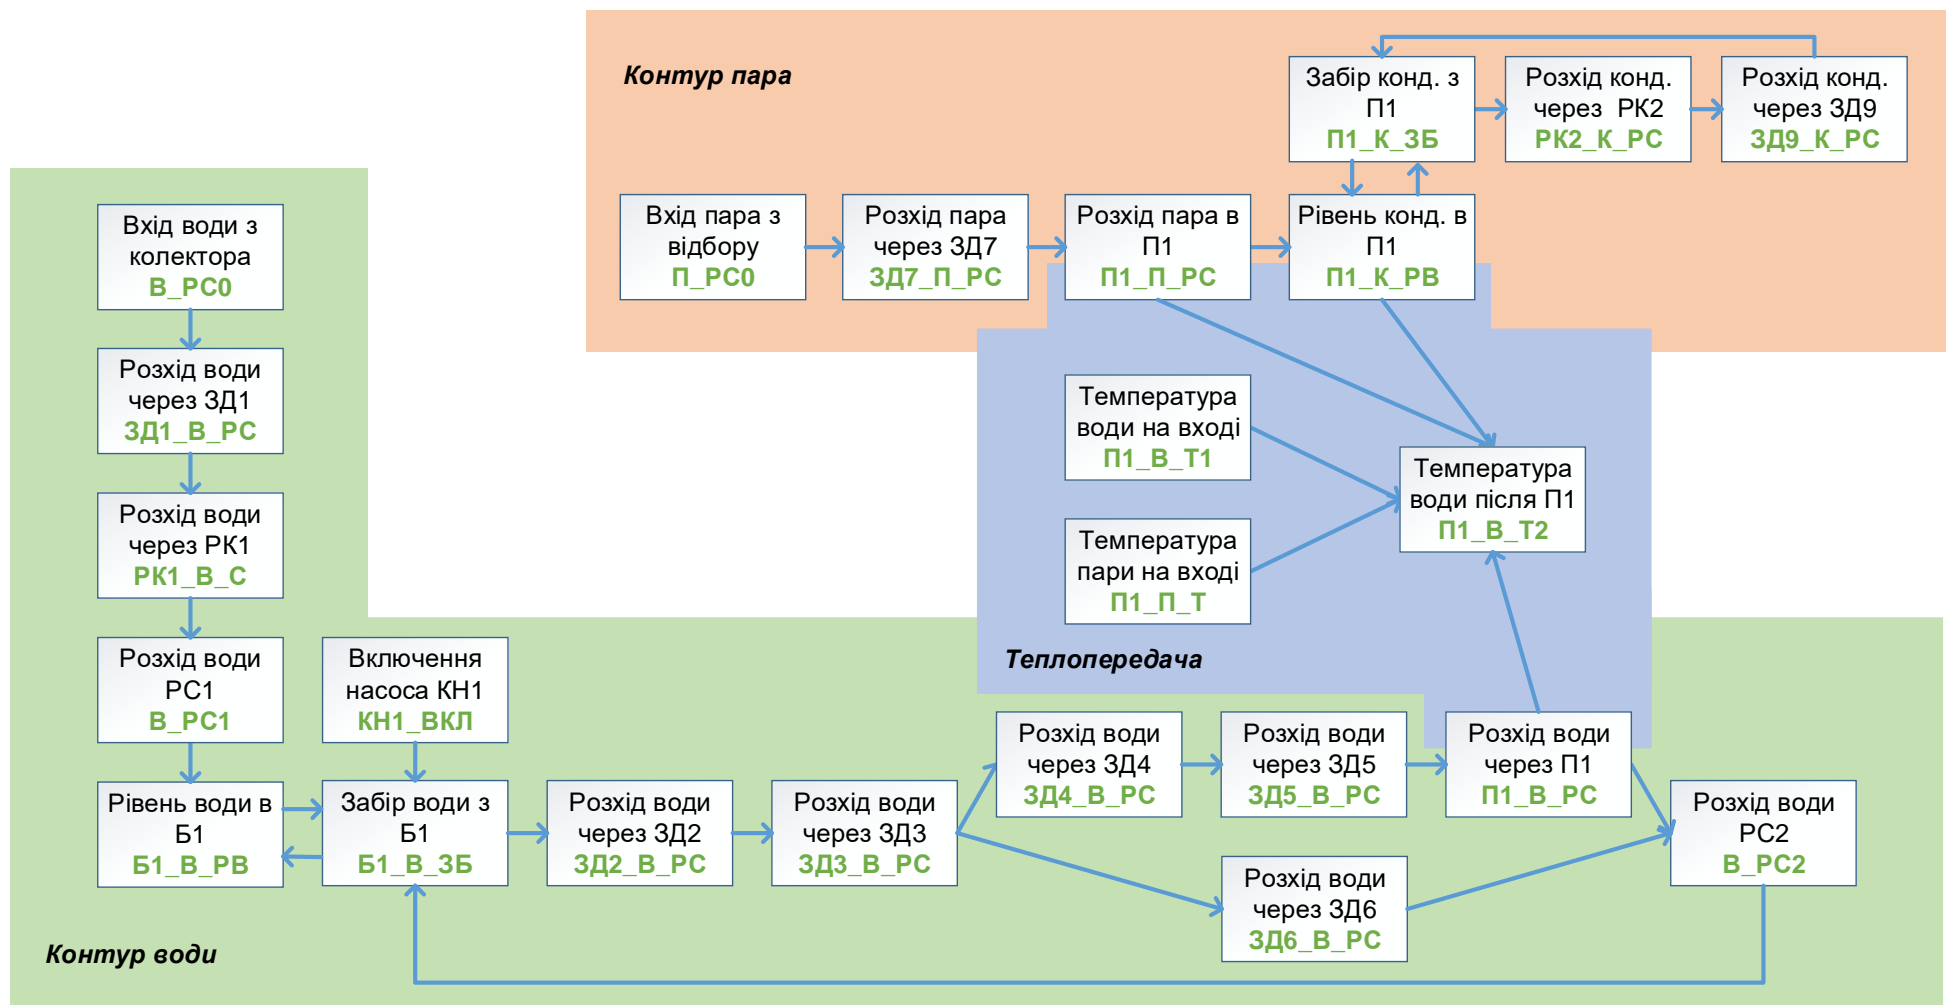 Контур пара
Забір конд. з
П1
П1_К_ЗБ
Розхід конд.
через РК2
РК2_К_РС
Розхід конд.
через ЗД9
ЗД9_К_РС
Вхід пара з
відбору
П_РС0
Розхід пара
через ЗД7
ЗД7_П_РС
Розхід пара в
П1
П1_П_РС
Рівень конд. в
П1
П1_К_РВ
Вхід води з
колектора
В_РС0
Розхід води
через ЗД1
ЗД1_В_РС
Розхід води
через РК1
РК1_В_С
Розхід води
РС1
В_РС1
Рівень води в
Б1
Б1_В_РВ
Включення
насоса КН1
КН1_ВКЛ
Забір води з
Б1
Б1_В_ЗБ
Розхід води
через ЗД2
ЗД2_В_РС
Розхід води
через ЗД3
ЗД3_В_РС
Температура
води на вході
П1_В_Т1
Температура
пари на вході
П1_П_Т
Температура
води після П1
П1_В_Т2
Теплопередача
Розхід води
через ЗД4
ЗД4_В_РС
Розхід води
через ЗД5
ЗД5_В_РС
Розхід води
через П1
П1_В_РС
Розхід води
через ЗД6
ЗД6_В_РС
Розхід води
РС2
В_РС2
Контур води